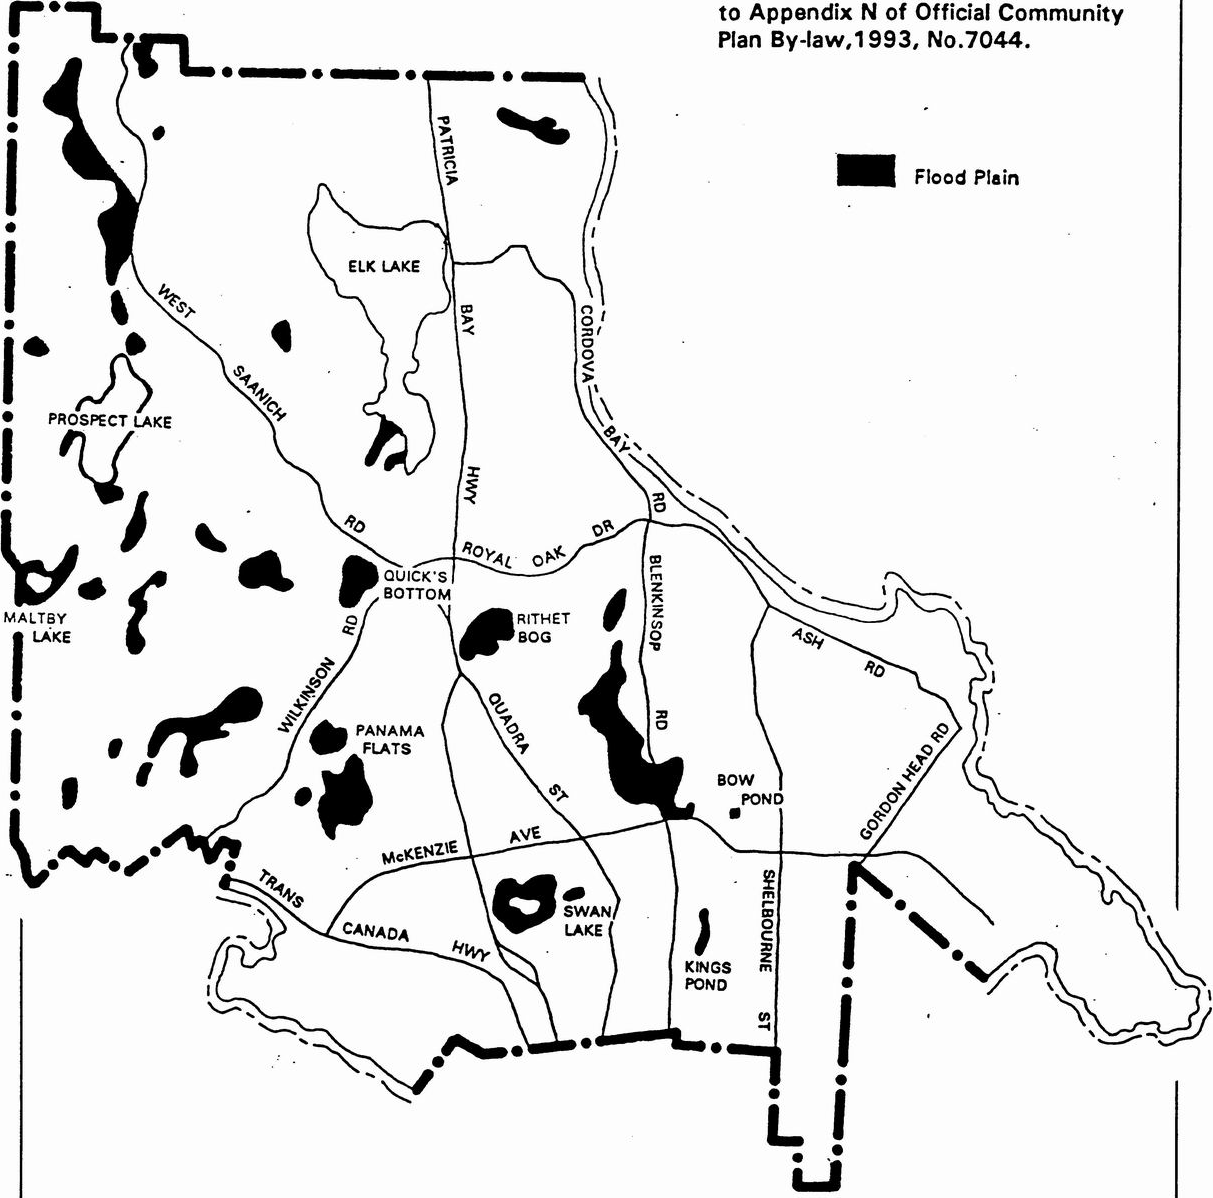 to Appendix N of Official Community
Plan By-law,1993, No.7044.
Flood Plain
PATRICIA
BAY
HWY
ELK LAKE
WEST
SAANICH
RD
CORDOVA
BAY
RD
PROSPECT LAKE
ROYAL OAK DR
QUICK'S
BOTTOM
MALTBY
LAKE
RITHET
BOG
BLENKINSOP
RD
ASH
RD
WILKINSON
RD
QUADRA
ST
PANAMA
FLATS
GORDON HEAD RD
BOW
POND
McKENZIE AVE
TRANS
CANADA
HWY
SWAN
LAKE
SHELBOURNE
ST
KINGS
POND